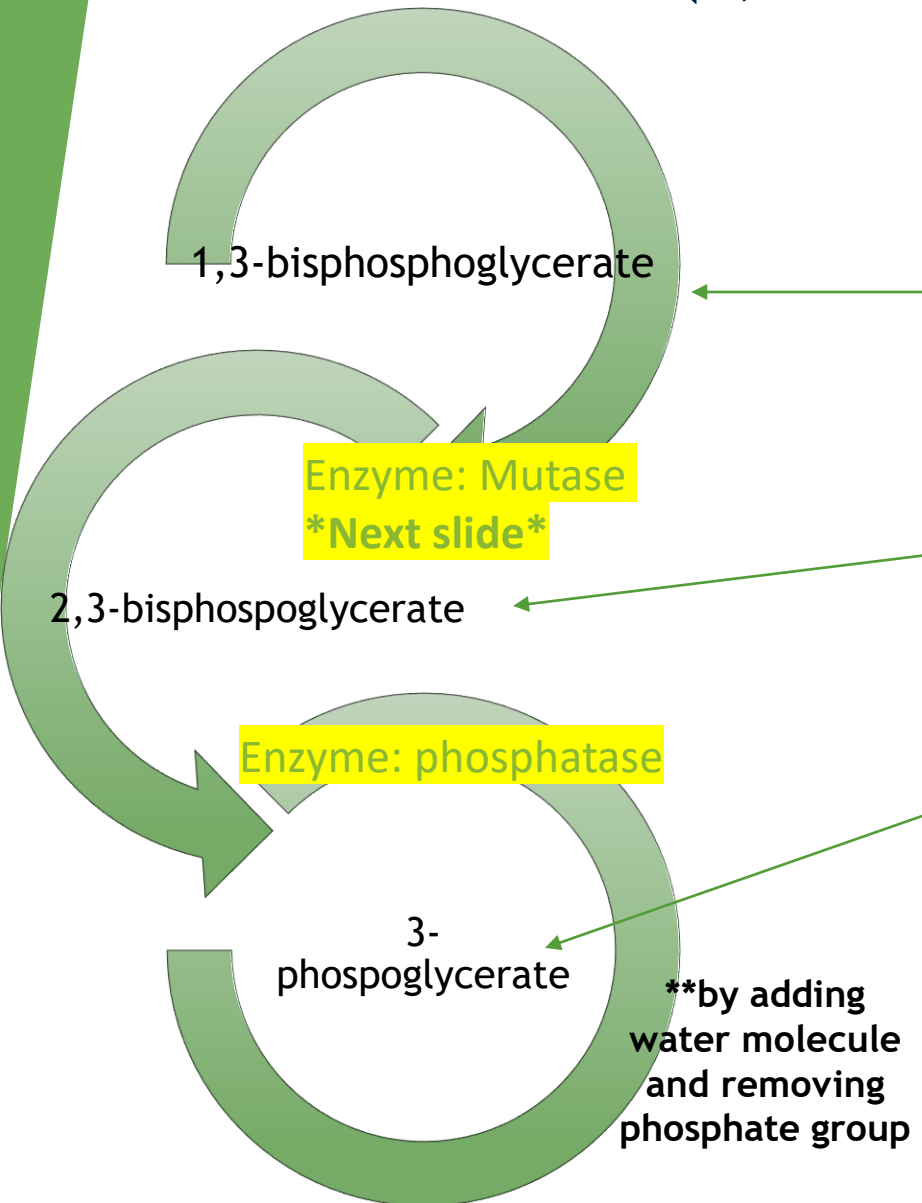 1,3-bisphosphoglycerate
Enzyme: Mutase
*Next slide*
2,3-bisphospoglycerate
Enzyme: phosphatase
3-
phospoglycerate
**by adding
water molecule
and removing
phosphate group